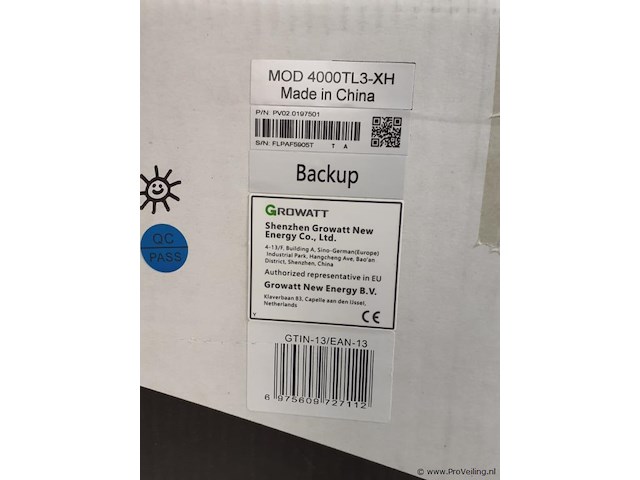 MOD 4000TL3-XH
Made in China
P/N: PV02.0197501
S/N: FLPAF5905T T A
Backup
GROWATT
Shenzhen Growatt New
Energy Co., Ltd.
4-13/F, Building A, Sino-German(Europe)
Industrial Park, Hangcheng Ave, Bao'an
District, Shenzhen, China
Authorized representative in EU
Growatt New Energy B.V.
Klaverbaan 83, Capelle aan den IJssel,
Netherlands
Y
CE
GTIN-13/EAN-13
6 975609 727112
QC
PASS
© www.ProVeiling.nl